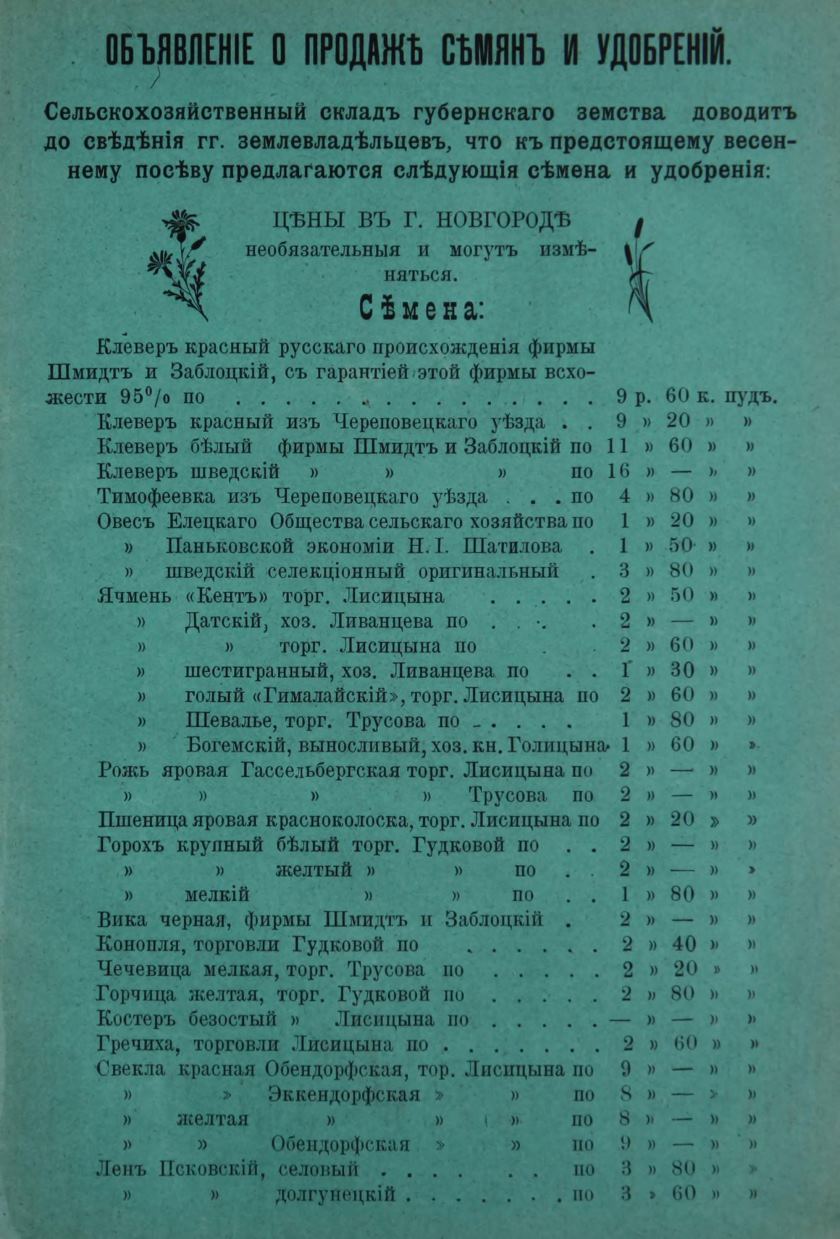 ОБЪЯВЛЕНІЕ О ПРОДАЖѢ СѢМЯНЪ И УДОБРЕНІЙ.
Сельскохозяйственный складъ губернскаго земства доводитъ
до свѣдѣнія гг. землевладѣльцевъ, что къ предстоящему весен-
нему посѣву предлагаются слѣдующія сѣмена и удобренія:
ЦѢНЫ ВЪ Г. НОВГОРОДѢ
необязательныя и могутъ измѣ-
няться.
Сѣмена:
Клеверъ красный русскаго происхожденія фирмы
Шмидтъ и Заблоцкій, съ гарантіей этой фирмы всхо-
жести 95% по . . . . . . . . . . . . . . . 9 р. 60 к. пудъ.
Клеверъ красный изъ Череповецкаго уѣзда . . 9 » 20 » »
Клеверъ бѣлый фирмы Шмидтъ и Заблоцкій по 11 » 60 » »
Клеверъ шведскій » » » по 16 » — » »
Тимофеевка изъ Череповецкаго уѣзда . . . по 4 » 80 » »
Овесъ Елецкаго Общества сельскаго хозяйства по 1 » 20 » »
» Паньковской экономіи Н. І. Шатилова . 1 » 50 » »
» шведскій селекціонный оригинальный . 3 » 80 » »
Ячмень «Кентъ» торг. Лисицына . . . . . 2 » 50 » »
» Датскій, хоз. Ливанцева по . . . . 2 » — » »
» » торг. Лисицына по . . 2 » 60 » »
» шестигранный, хоз. Ливанцева по . . 1 » 30 » »
» голый «Гималайскій», торг. Лисицына по 2 » 60 » »
» Шевалье, торг. Трусова по . . . . . 1 » 80 » »
» Богемскій, выносливый, хоз. кн. Голицына 1 » 60 » »
Рожь яровая Гассельбергская торг. Лисицына по 2 » — » »
» » » » Трусова по 2 » — » »
Пшеница яровая красноколоска, торг. Лисицына по 2 » 20 » »
Горохъ крупный бѣлый торг. Гудковой по . . 2 » — » »
» » желтый » » по . . 2 » — » »
» мелкій » » по . . 1 » 80 » »
Вика черная, фирмы Шмидтъ и Заблоцкій . 2 » — » »
Конопля, торговли Гудковой по . . . . . . 2 » 40 » »
Чечевица мелкая, торг. Трусова по . . . . . 2 » 20 » »
Горчица желтая, торг. Гудковой по . . . . . 2 » 80 » »
Костеръ безостый » Лисицына по . . . . . — » — » »
Гречиха, торговли Лисицына по . . . . . . . 2 » 60 » »
Свекла красная Обендорфская, тор. Лисицына по 9 » — » »
» » Эккендорфская » » по 8 » — » »
» желтая » » » по 8 » — » »
» » Обендорфская » » по 9 » — » »
Ленъ Псковскій, селовый . . . . . . по 3 » 80 » »
» » долгунецкій . . . . . . . по 3 » 60 » »